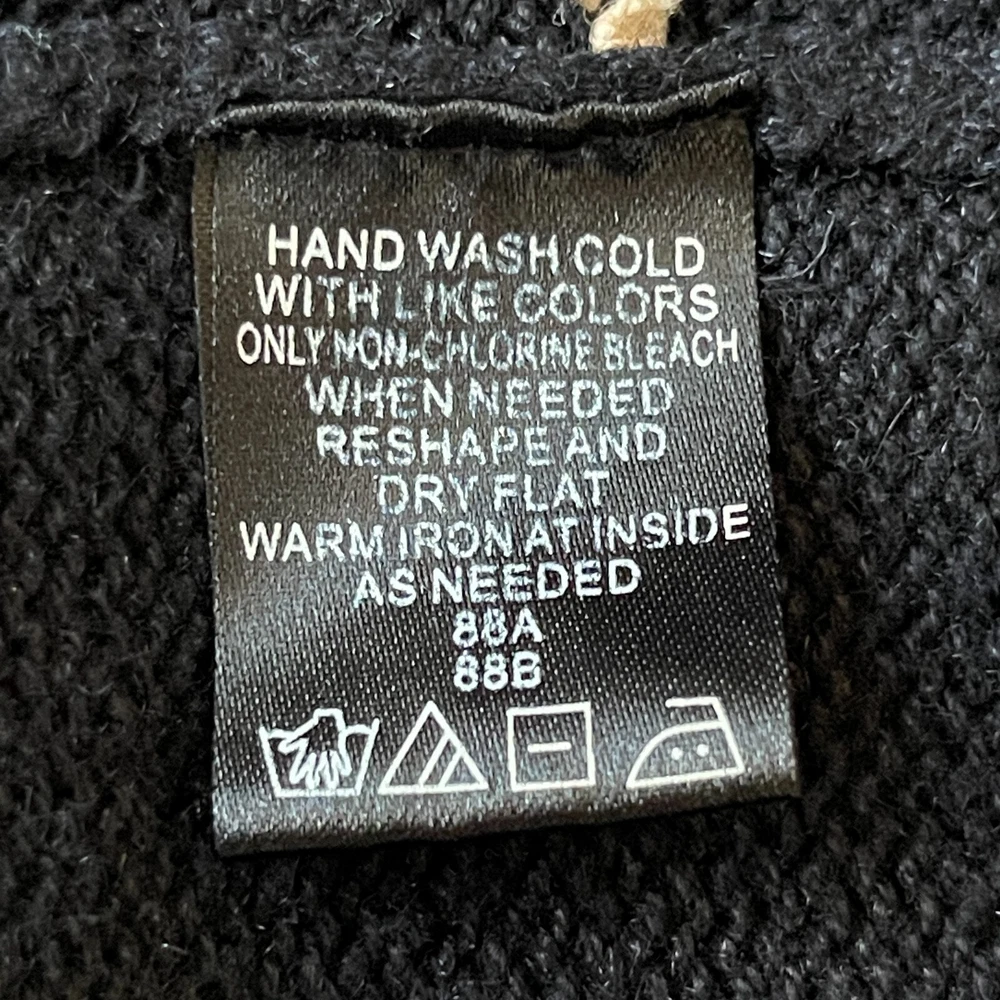 HAND WASH COLD
WITH LIKE COLORS
ONLY NON-CHLORINE BLEACH
WHEN NEEDED
RESHAPE AND
DRY FLAT
WARM IRON AT INSIDE
AS NEEDED
88A
88B